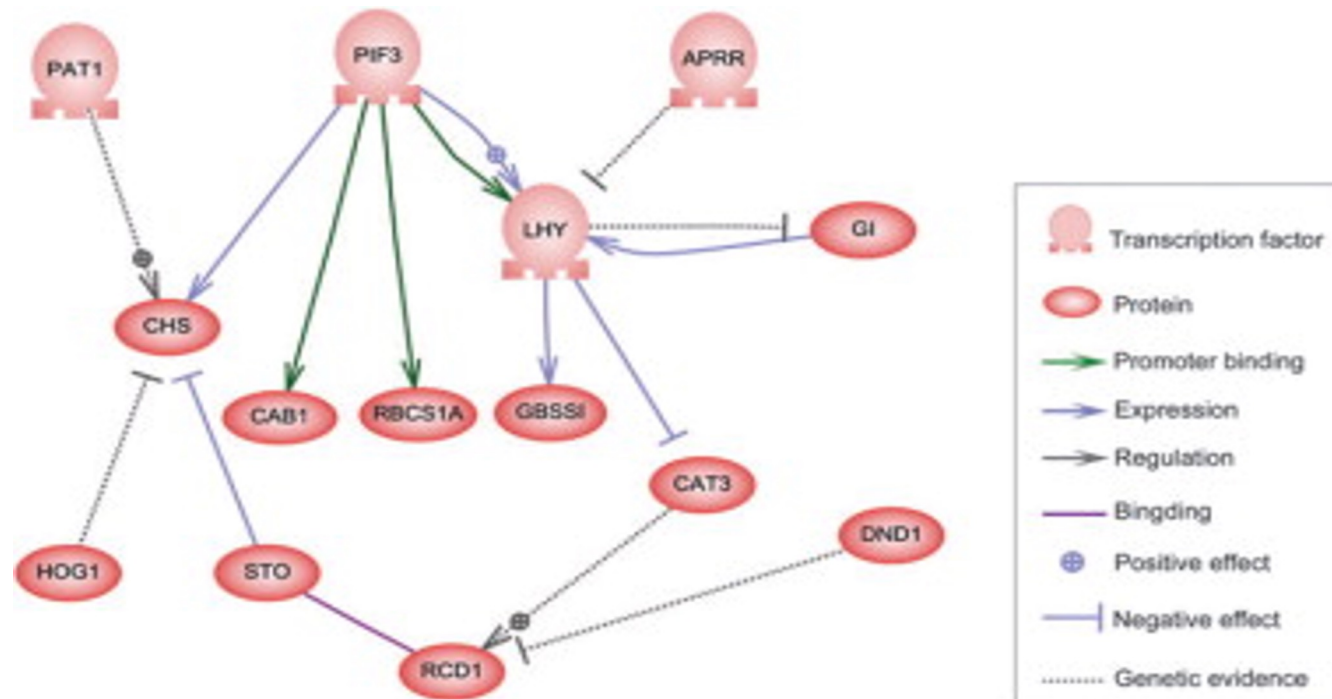 PAT1
PIF3
APRR
LHY
GI
CHS
CAB1
RBCS1A
GBSSI
CAT3
DND1
HOG1
STO
RCD1
Transcription factor
Protein
Promoter binding
Expression
Regulation
Bingding
Positive effect
Negative effect
Genetic evidence